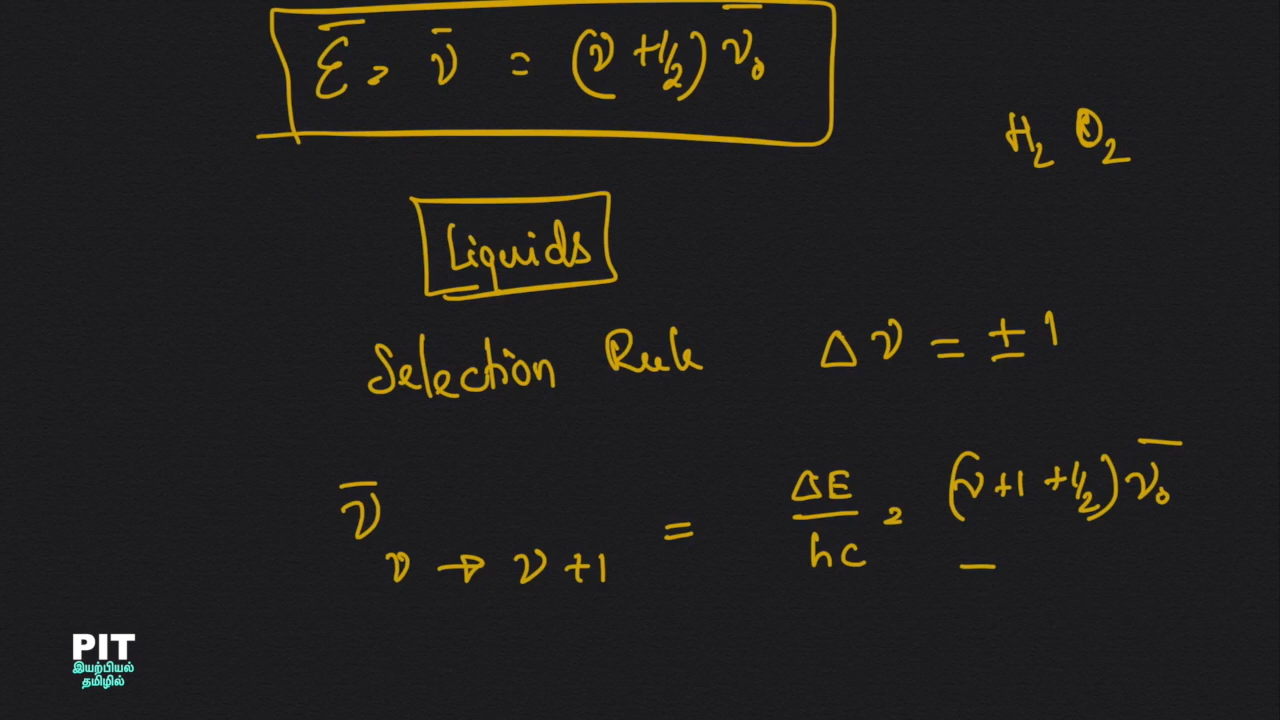 ε̅ = ν̅ = (ν + 1/2) ν̅₀
H₂ O₂
Liquids
Selection Rule Δν = ± 1
ν̅ ν → ν +1 = ΔE/hc = (ν+1 +1/2) ν̅₀
—
PIT
இயற்பியல்
தமிழில்